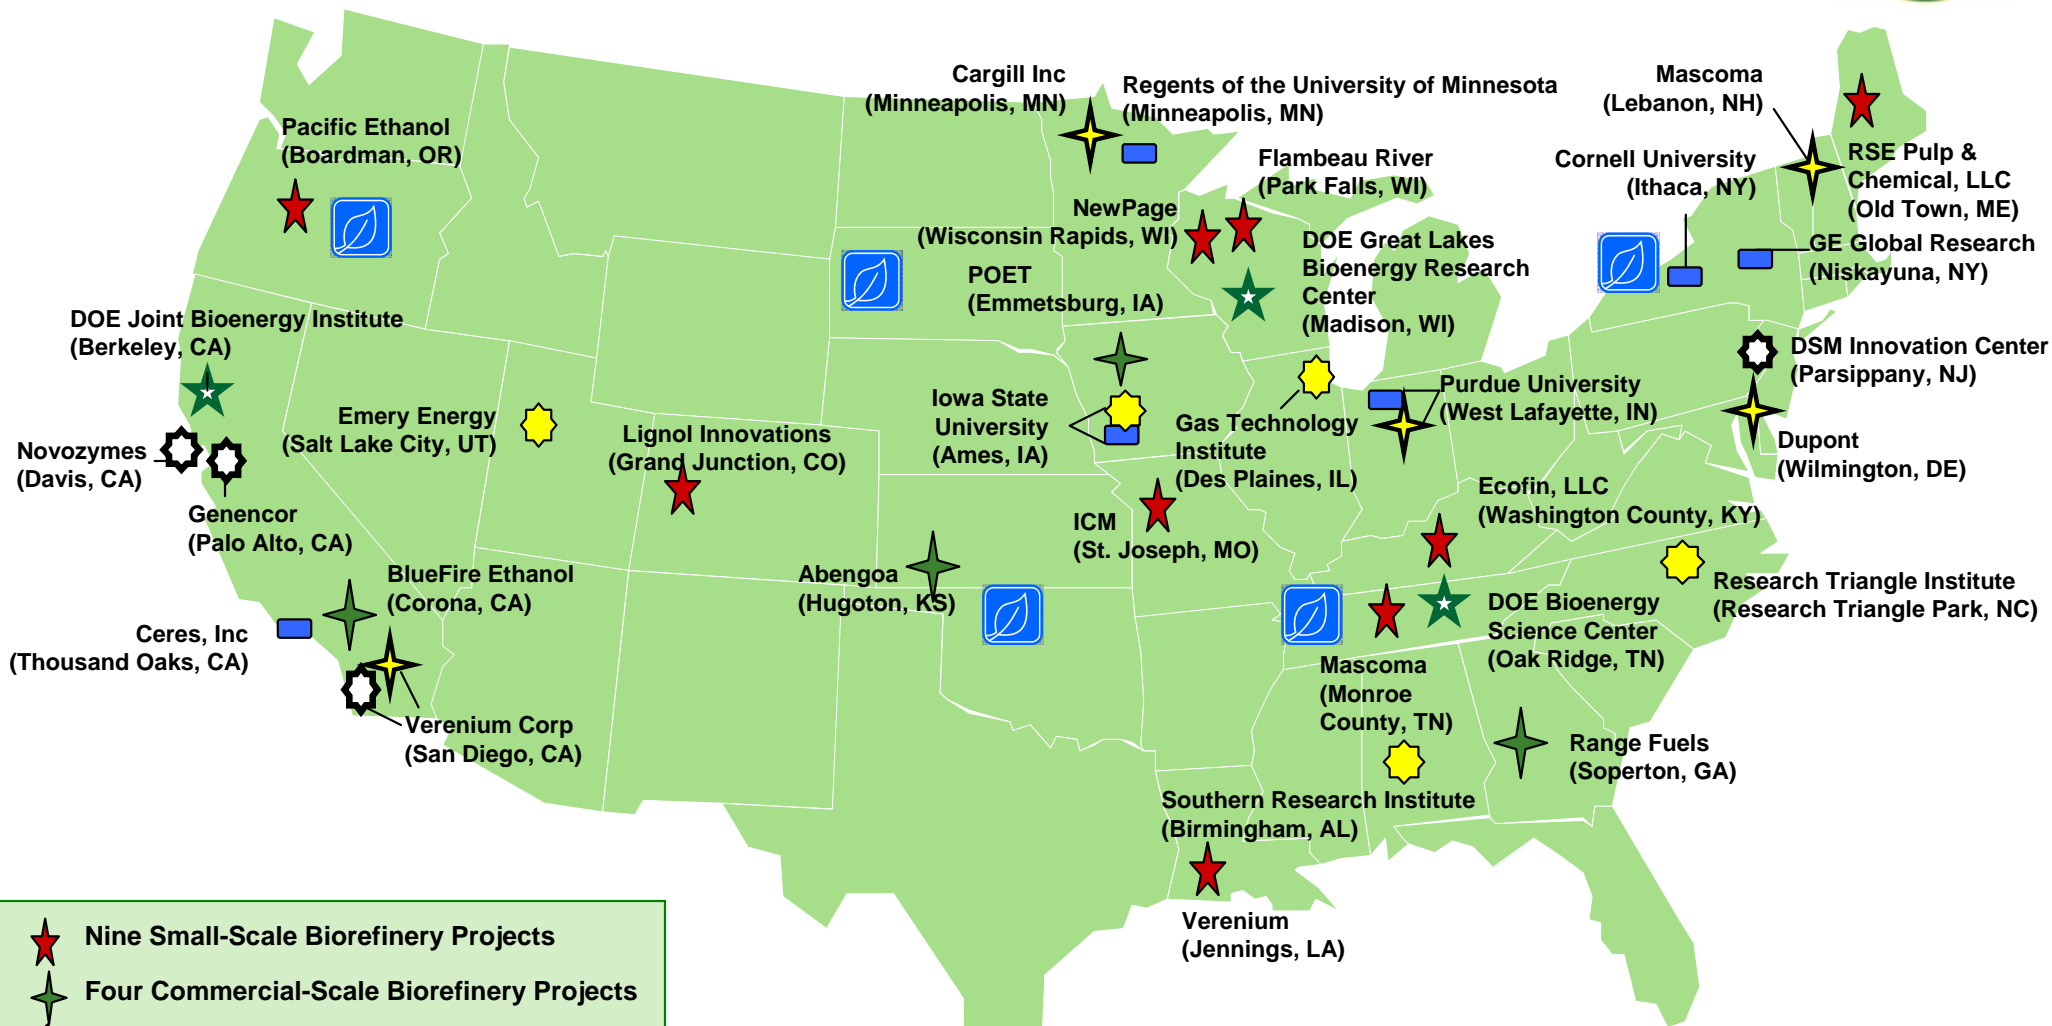 Cargill Inc
(Minneapolis, MN)
Regents of the University of Minnesota
(Minneapolis, MN)
Mascoma
(Lebanon, NH)
Pacific Ethanol
(Boardman, OR)
Flambeau River
(Park Falls, WI)
Cornell University
(Ithaca, NY)
RSE Pulp &
Chemical, LLC
(Old Town, ME)
NewPage
(Wisconsin Rapids, WI)
DOE Great Lakes
Bioenergy Research
Center
(Madison, WI)
GE Global Research
(Niskayuna, NY)
POET
(Emmetsburg, IA)
DOE Joint Bioenergy Institute
(Berkeley, CA)
DSM Innovation Center
(Parsippany, NJ)
Emery Energy
(Salt Lake City, UT)
Iowa State
University
(Ames, IA)
Purdue University
(West Lafayette, IN)
Gas Technology
Institute
(Des Plaines, IL)
Lignol Innovations
(Grand Junction, CO)
Novozymes
(Davis, CA)
Dupont
(Wilmington, DE)
Genencor
(Palo Alto, CA)
ICM
(St. Joseph, MO)
Ecofin, LLC
(Washington County, KY)
BlueFire Ethanol
(Corona, CA)
Abengoa
(Hugoton, KS)
Research Triangle Institute
(Research Triangle Park, NC)
Ceres, Inc
(Thousand Oaks, CA)
DOE Bioenergy
Science Center
(Oak Ridge, TN)
Mascoma
(Monroe
County, TN)
Verenium Corp
(San Diego, CA)
Range Fuels
(Soperton, GA)
Southern Research Institute
(Birmingham, AL)
Verenium
(Jennings, LA)
Nine Small-Scale Biorefinery Projects
Four Commercial-Scale Biorefinery Projects